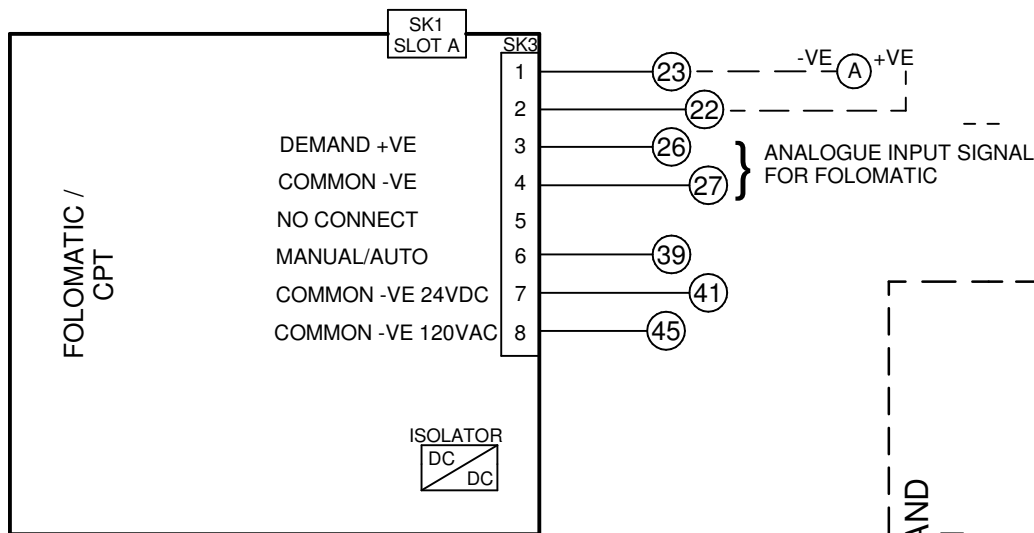 SK1
SLOT A
SK3
1 23 -VE A +VE
2 22
DEMAND +VE 3 26
COMMON -VE 4 27
ANALOGUE INPUT SIGNAL
FOR FOLOMATIC
NO CONNECT 5
MANUAL/AUTO 6 39
COMMON -VE 24VDC 7 41
COMMON -VE 120VAC 8 45
FOLOMATIC /
CPT
ISOLATOR
DC
DC
AND